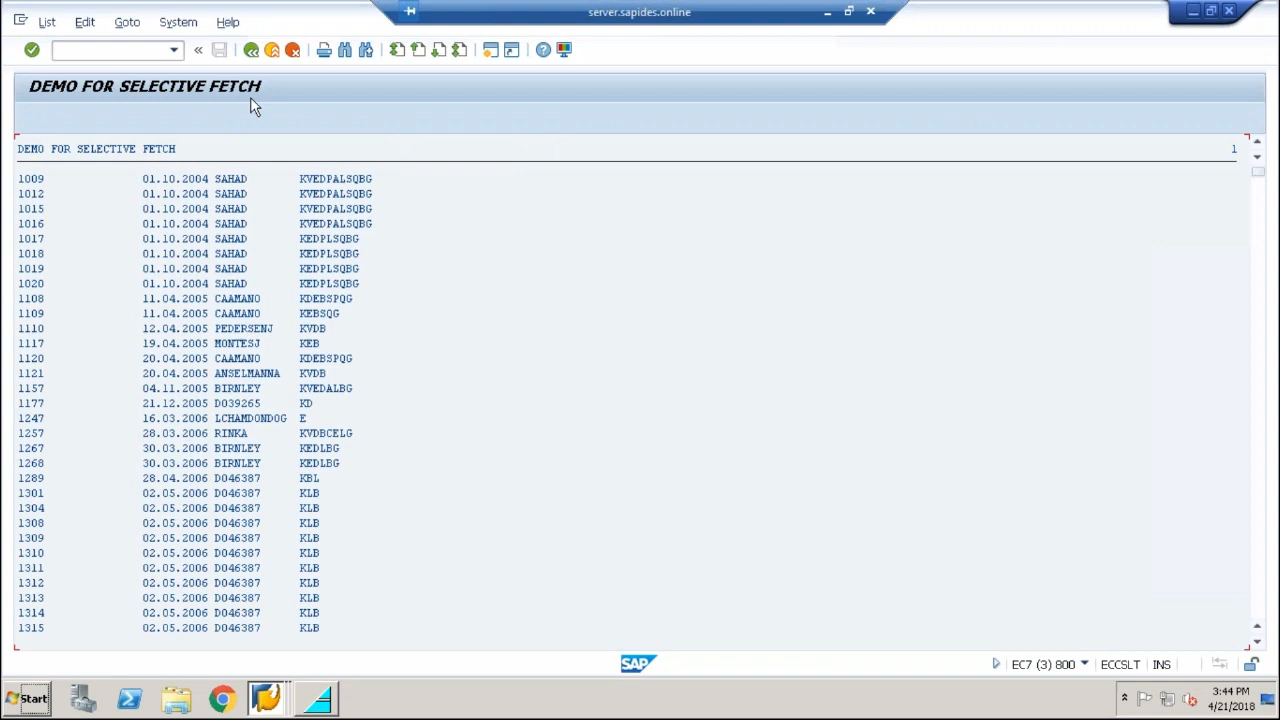 server.sapides.online
List Edit Goto System Help
DEMO FOR SELECTIVE FETCH
DEMO FOR SELECTIVE FETCH 1
1009 01.10.2004 SAHAD KVEDPALSQBG
1012 01.10.2004 SAHAD KVEDPALSQBG
1015 01.10.2004 SAHAD KVEDPALSQBG
1016 01.10.2004 SAHAD KVEDPALSQBG
1017 01.10.2004 SAHAD KEDPLSQBG
1018 01.10.2004 SAHAD KEDPLSQBG
1019 01.10.2004 SAHAD KEDPLSQBG
1020 01.10.2004 SAHAD KEDPLSQBG
1108 11.04.2005 CAAMANO KDEBSPQG
1109 11.04.2005 CAAMANO KEBSQG
1110 12.04.2005 PEDERSENJ KVDB
1117 19.04.2005 MONTESJ KEB
1120 20.04.2005 CAAMANO KDEBSPQG
1121 20.04.2005 ANSELMANNA KVDB
1157 04.11.2005 BIRNLEY KVEDALBG
1177 21.12.2005 D039265 KD
1247 16.03.2006 LCHAMDONDOG E
1257 28.03.2006 RINKA KVDBCELG
1267 30.03.2006 BIRNLEY KEDLBG
1268 30.03.2006 BIRNLEY KEDLBG
1289 28.04.2006 D046387 KBL
1301 02.05.2006 D046387 KLB
1304 02.05.2006 D046387 KLB
1308 02.05.2006 D046387 KLB
1309 02.05.2006 D046387 KLB
1310 02.05.2006 D046387 KLB
1311 02.05.2006 D046387 KLB
1312 02.05.2006 D046387 KLB
1313 02.05.2006 D046387 KLB
1314 02.05.2006 D046387 KLB
1315 02.05.2006 D046387 KLB
SAP EC7 (3) 800 ECCSLT INS
Start 3:44 PM
4/21/2018